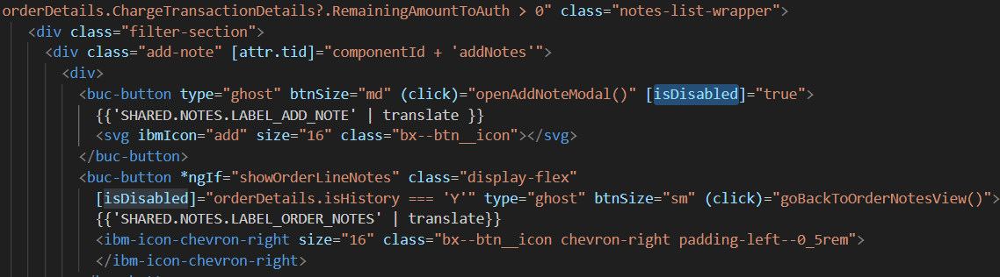 orderDetails.ChargeTransactionDetails?.RemainingAmountToAuth > 0" class="notes-list-wrapper">
<div class="filter-section">
<div class="add-note" [attr.tid]="componentId + 'addNotes'">
<div>
<buc-button type="ghost" btnSize="md" (click)="openAddNoteModal()" [isDisabled]="true">
{{'SHARED.NOTES.LABEL_ADD_NOTE' | translate }}
<svg ibmIcon="add" size="16" class="bx--btn__icon"></svg>
</buc-button>
<buc-button *ngIf="showOrderLineNotes" class="display-flex"
[isDisabled]="orderDetails.isHistory === 'Y'" type="ghost" btnSize="sm" (click)="goBackToOrderNotesView()">
{{'SHARED.NOTES.LABEL_ORDER_NOTES' | translate}}
<ibm-icon-chevron-right size="16" class="bx--btn__icon chevron-right padding-left--0_5rem">
</ibm-icon-chevron-right>